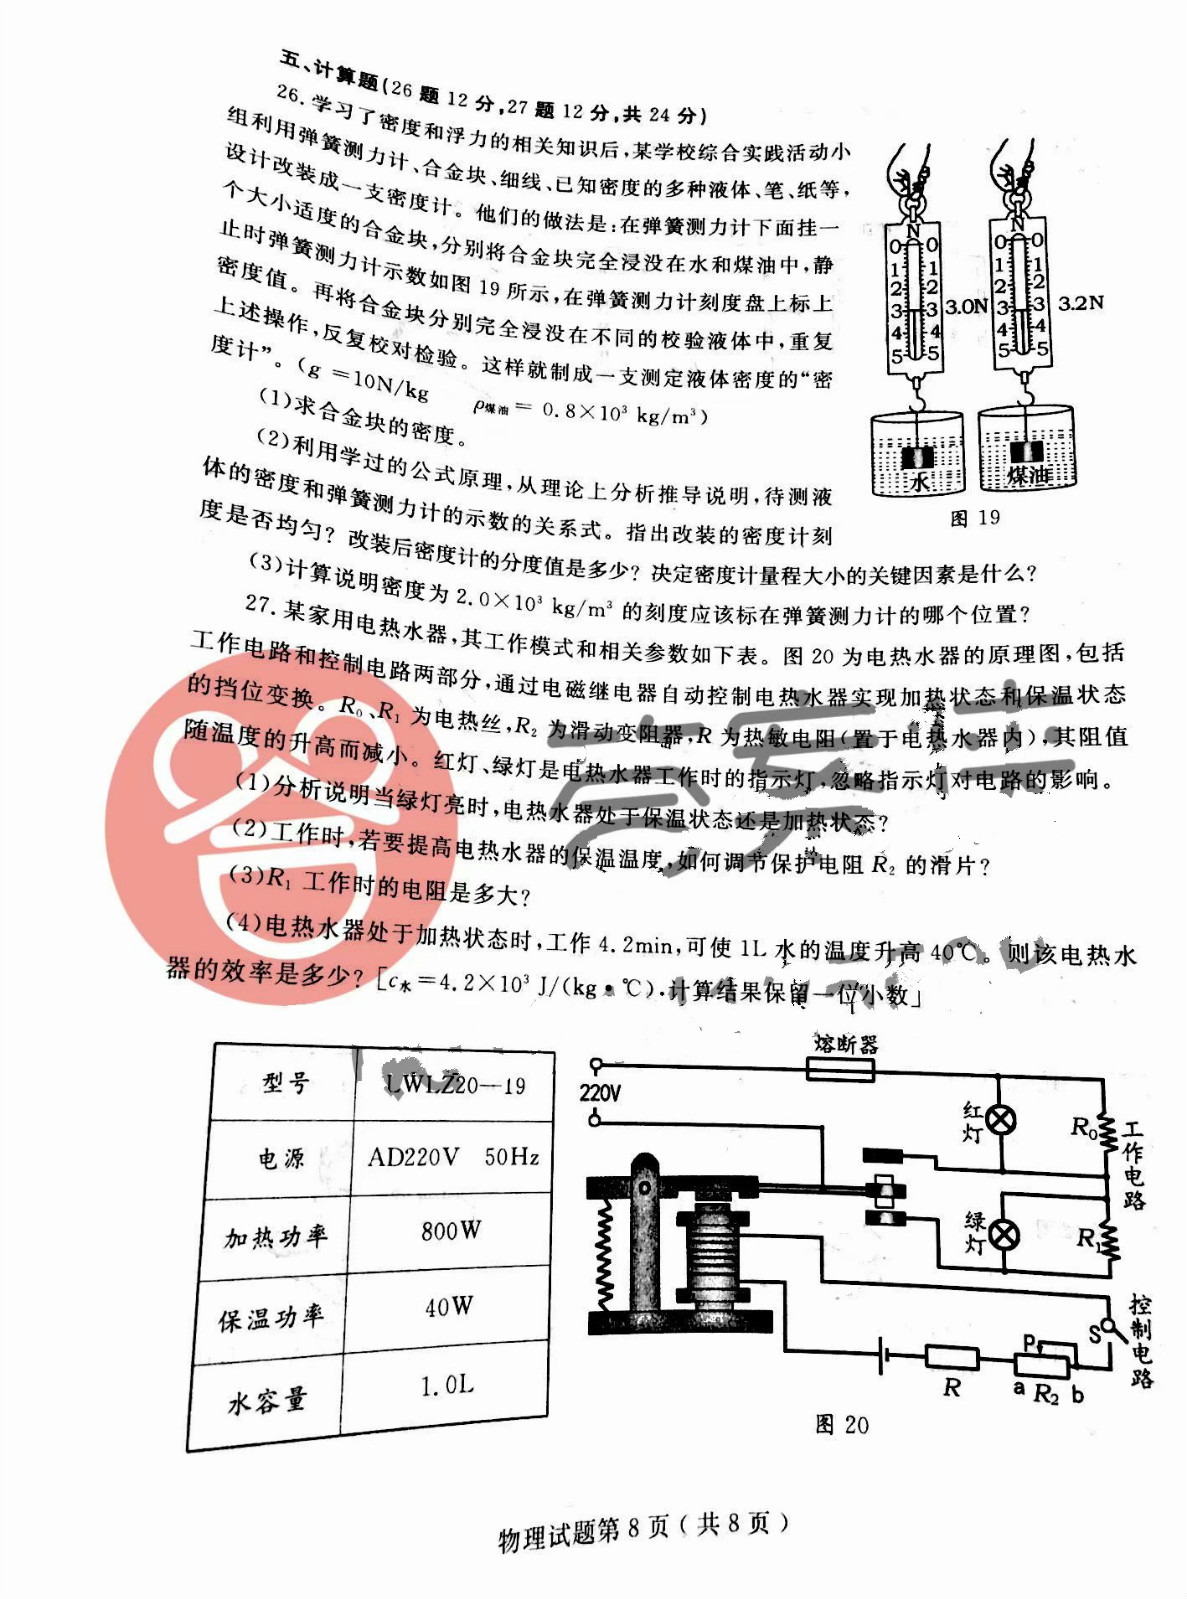 五、计算题(26题12分,27题12分,共24分)
26.学习了密度和浮力的相关知识后,某学校综合实践活动小
组利用弹簧测力计、合金块、细线、已知密度的多种液体、笔、纸等,
设计改装成一支密度计。他们的做法是:在弹簧测力计下面挂一
个大小适度的合金块,分别将合金块完全浸没在水和煤油中,静
止时弹簧测力计示数如图19所示,在弹簧测力计刻度盘上标上
密度值。再将合金块分别完全浸没在不同的校验液体中,重复
上述操作,反复校对检验。这样就制成一支测定液体密度的“密
度计”。(g=10N/kg ρ煤油=0.8×10³ kg/m³)
(1)求合金块的密度。
(2)利用学过的公式原理,从理论上分析推导说明,待测液
体的密度和弹簧测力计的示数的关系式。指出改装的密度计刻
度是否均匀?改装后密度计的分度值是多少?决定密度计量程大小的关键因素是什么?
(3)计算说明密度为2.0×10³ kg/m³的刻度应该标在弹簧测力计的哪个位置?
N
0 0
1 1
2 2
3 3
4 4
5 5
3.0N
水
N
0 0
1 1
2 2
3 3
4 4
5 5
3.2N
煤油
图 19
27.某家用电热水器,其工作模式和相关参数如下表。图20为电热水器的原理图,包括
工作电路和控制电路两部分,通过电磁继电器自动控制电热水器实现加热状态和保温状态
的挡位变换。R₀、R₁为电热丝,R₂为滑动变阻器,R为热敏电阻(置于电热水器内),其阻值
随温度的升高而减小。红灯、绿灯是电热水器工作时的指示灯,忽略指示灯对电路的影响。
(1)分析说明当绿灯亮时,电热水器处于保温状态还是加热状态?
(2)工作时,若要提高电热水器的保温温度,如何调节保护电阻R₂的滑片?
(3)R₁工作时的电阻是多大?
(4)电热水器处于加热状态时,工作4.2min,可使1L水的温度升高40℃。则该电热水
器的效率是多少?[c水=4.2×10³ J/(kg·℃).计算结果保留一位小数」
型号 LWLZ20—19
电源 AD220V 50Hz
加热功率 800W
保温功率 40W
水容量 1.0L
熔断器
220V
红灯
R₀
工作电路
绿灯
R₁
控制电路
S
P
R
a R₂ b
图 20
物理试题第8页(共8页)
答案